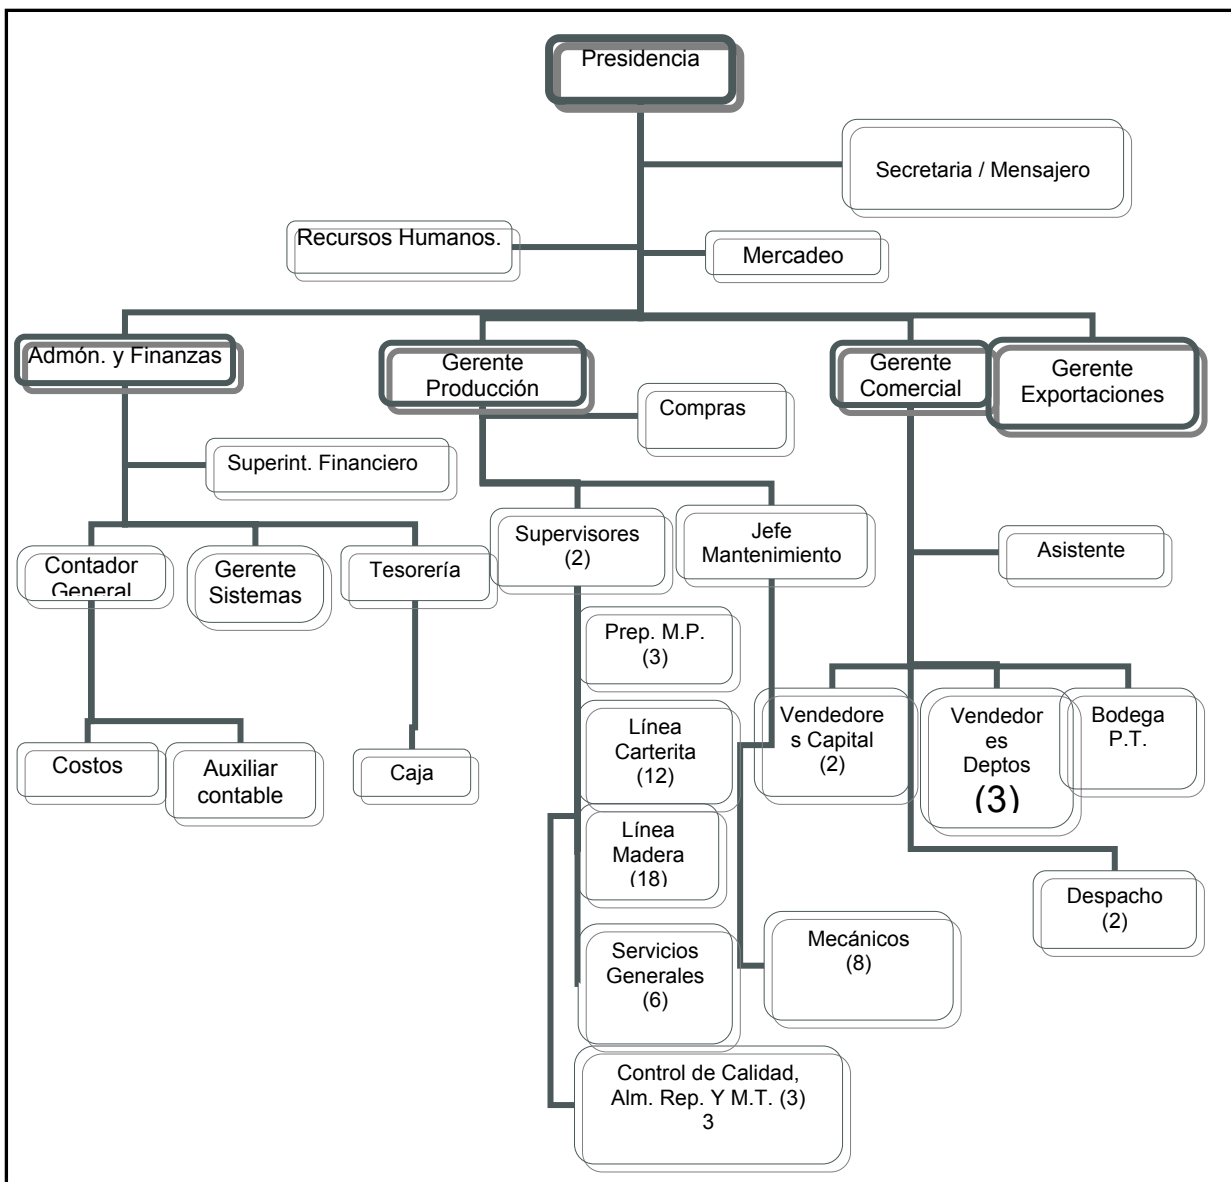 Presidencia
Secretaria / Mensajero
Recursos Humanos.
Mercadeo
Admón. y Finanzas
Gerente
Producción
Gerente
Comercial
Gerente
Exportaciones
Compras
Superint. Financiero
Contador
General
Gerente
Sistemas
Tesorería
Supervisores
(2)
Jefe
Mantenimiento
Asistente
Prep. M.P.
(3)
Línea
Carterita
(12)
Vendedore
s Capital
(2)
Vendedor
es
Deptos
(3)
Bodega
P.T.
Costos
Auxiliar
contable
Caja
Línea
Madera
(18)
Despacho
(2)
Servicios
Generales
(6)
Mecánicos
(8)
Control de Calidad,
Alm. Rep. Y M.T. (3)
3